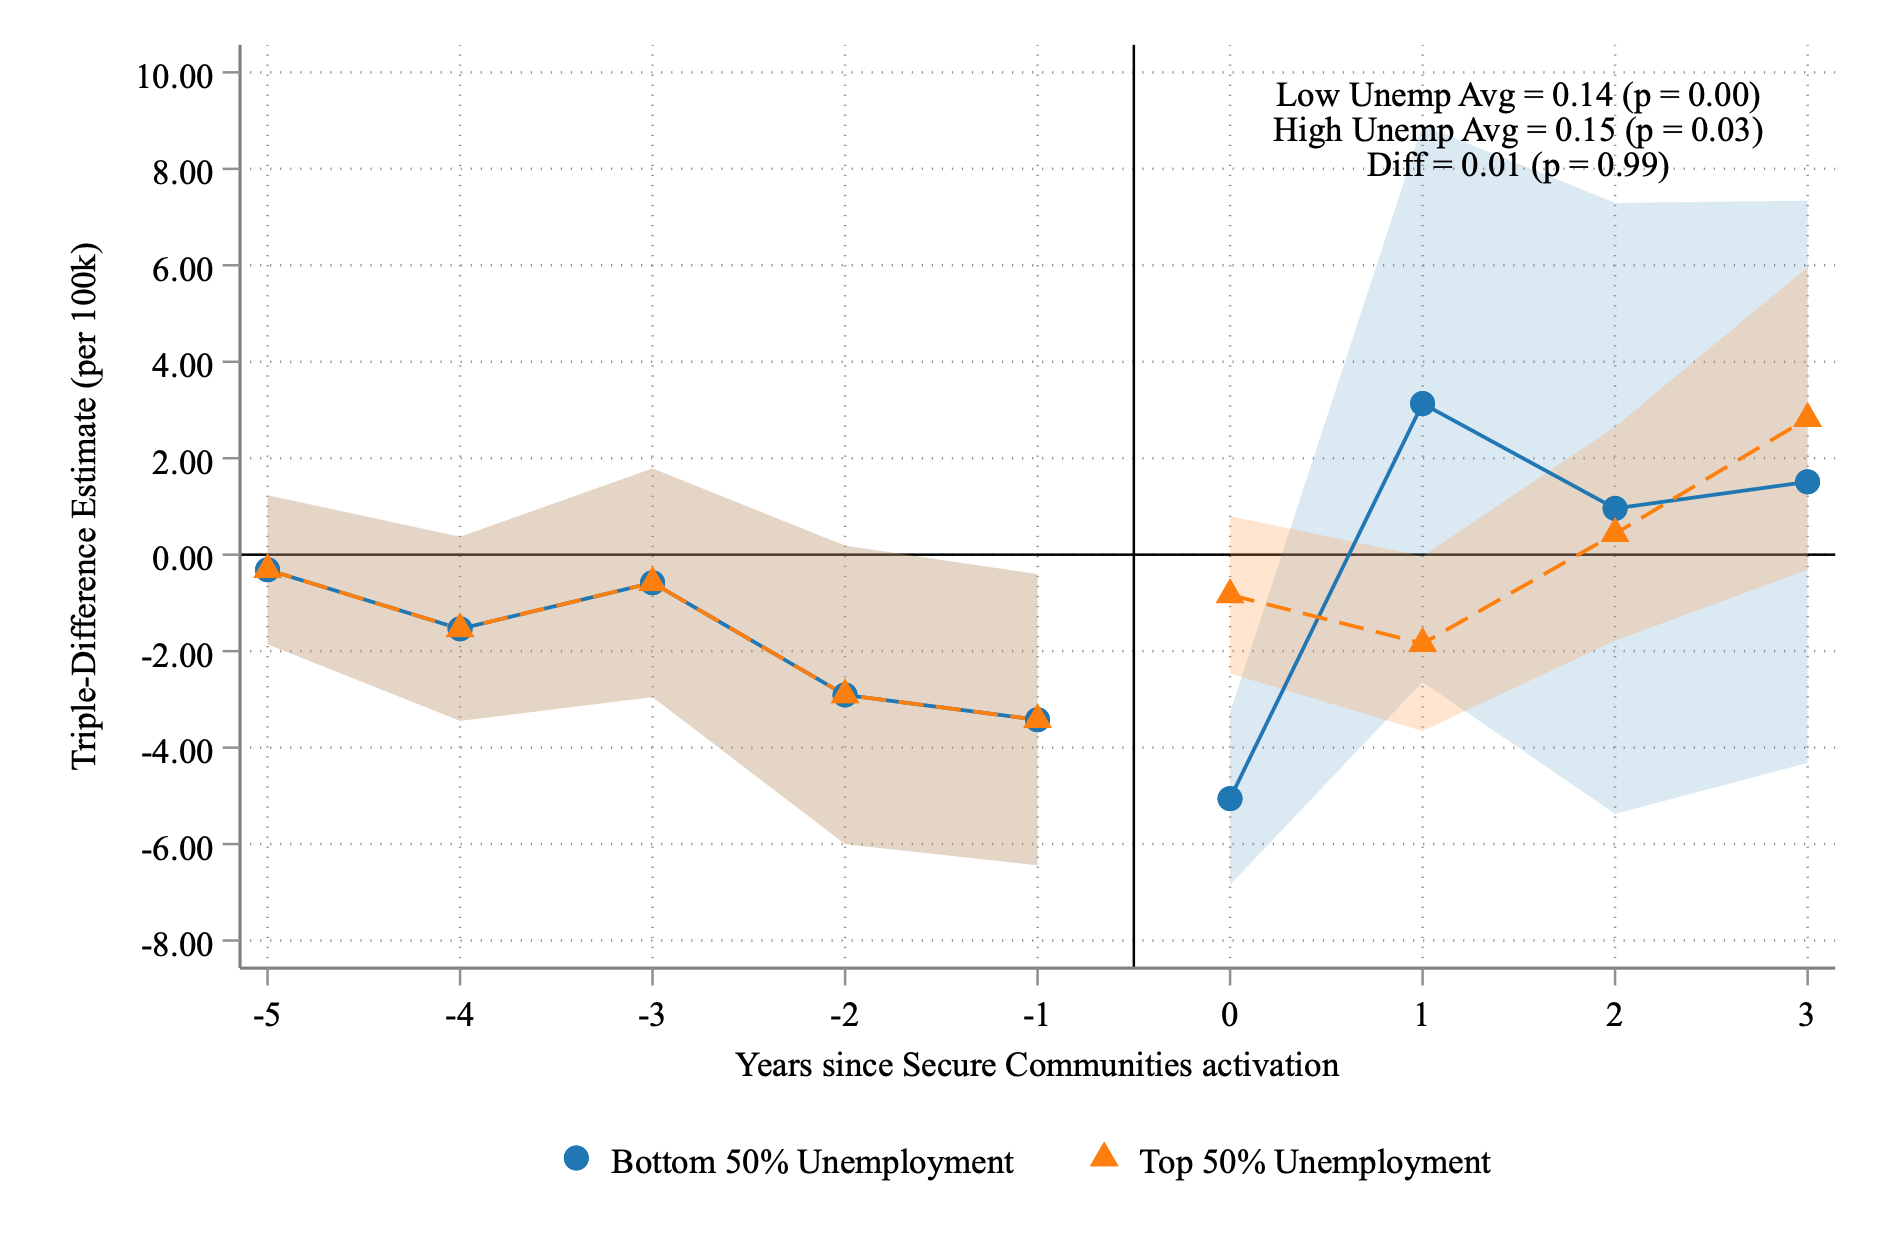 10.00
8.00
6.00
4.00
2.00
0.00
-2.00
-4.00
-6.00
-8.00
Triple-Difference Estimate (per 100k)
Low Unemp Avg = 0.14 (p = 0.00)
High Unemp Avg = 0.15 (p = 0.03)
Diff = 0.01 (p = 0.99)
-5 -4 -3 -2 -1 0 1 2 3
Years since Secure Communities activation
Bottom 50% Unemployment Top 50% Unemployment